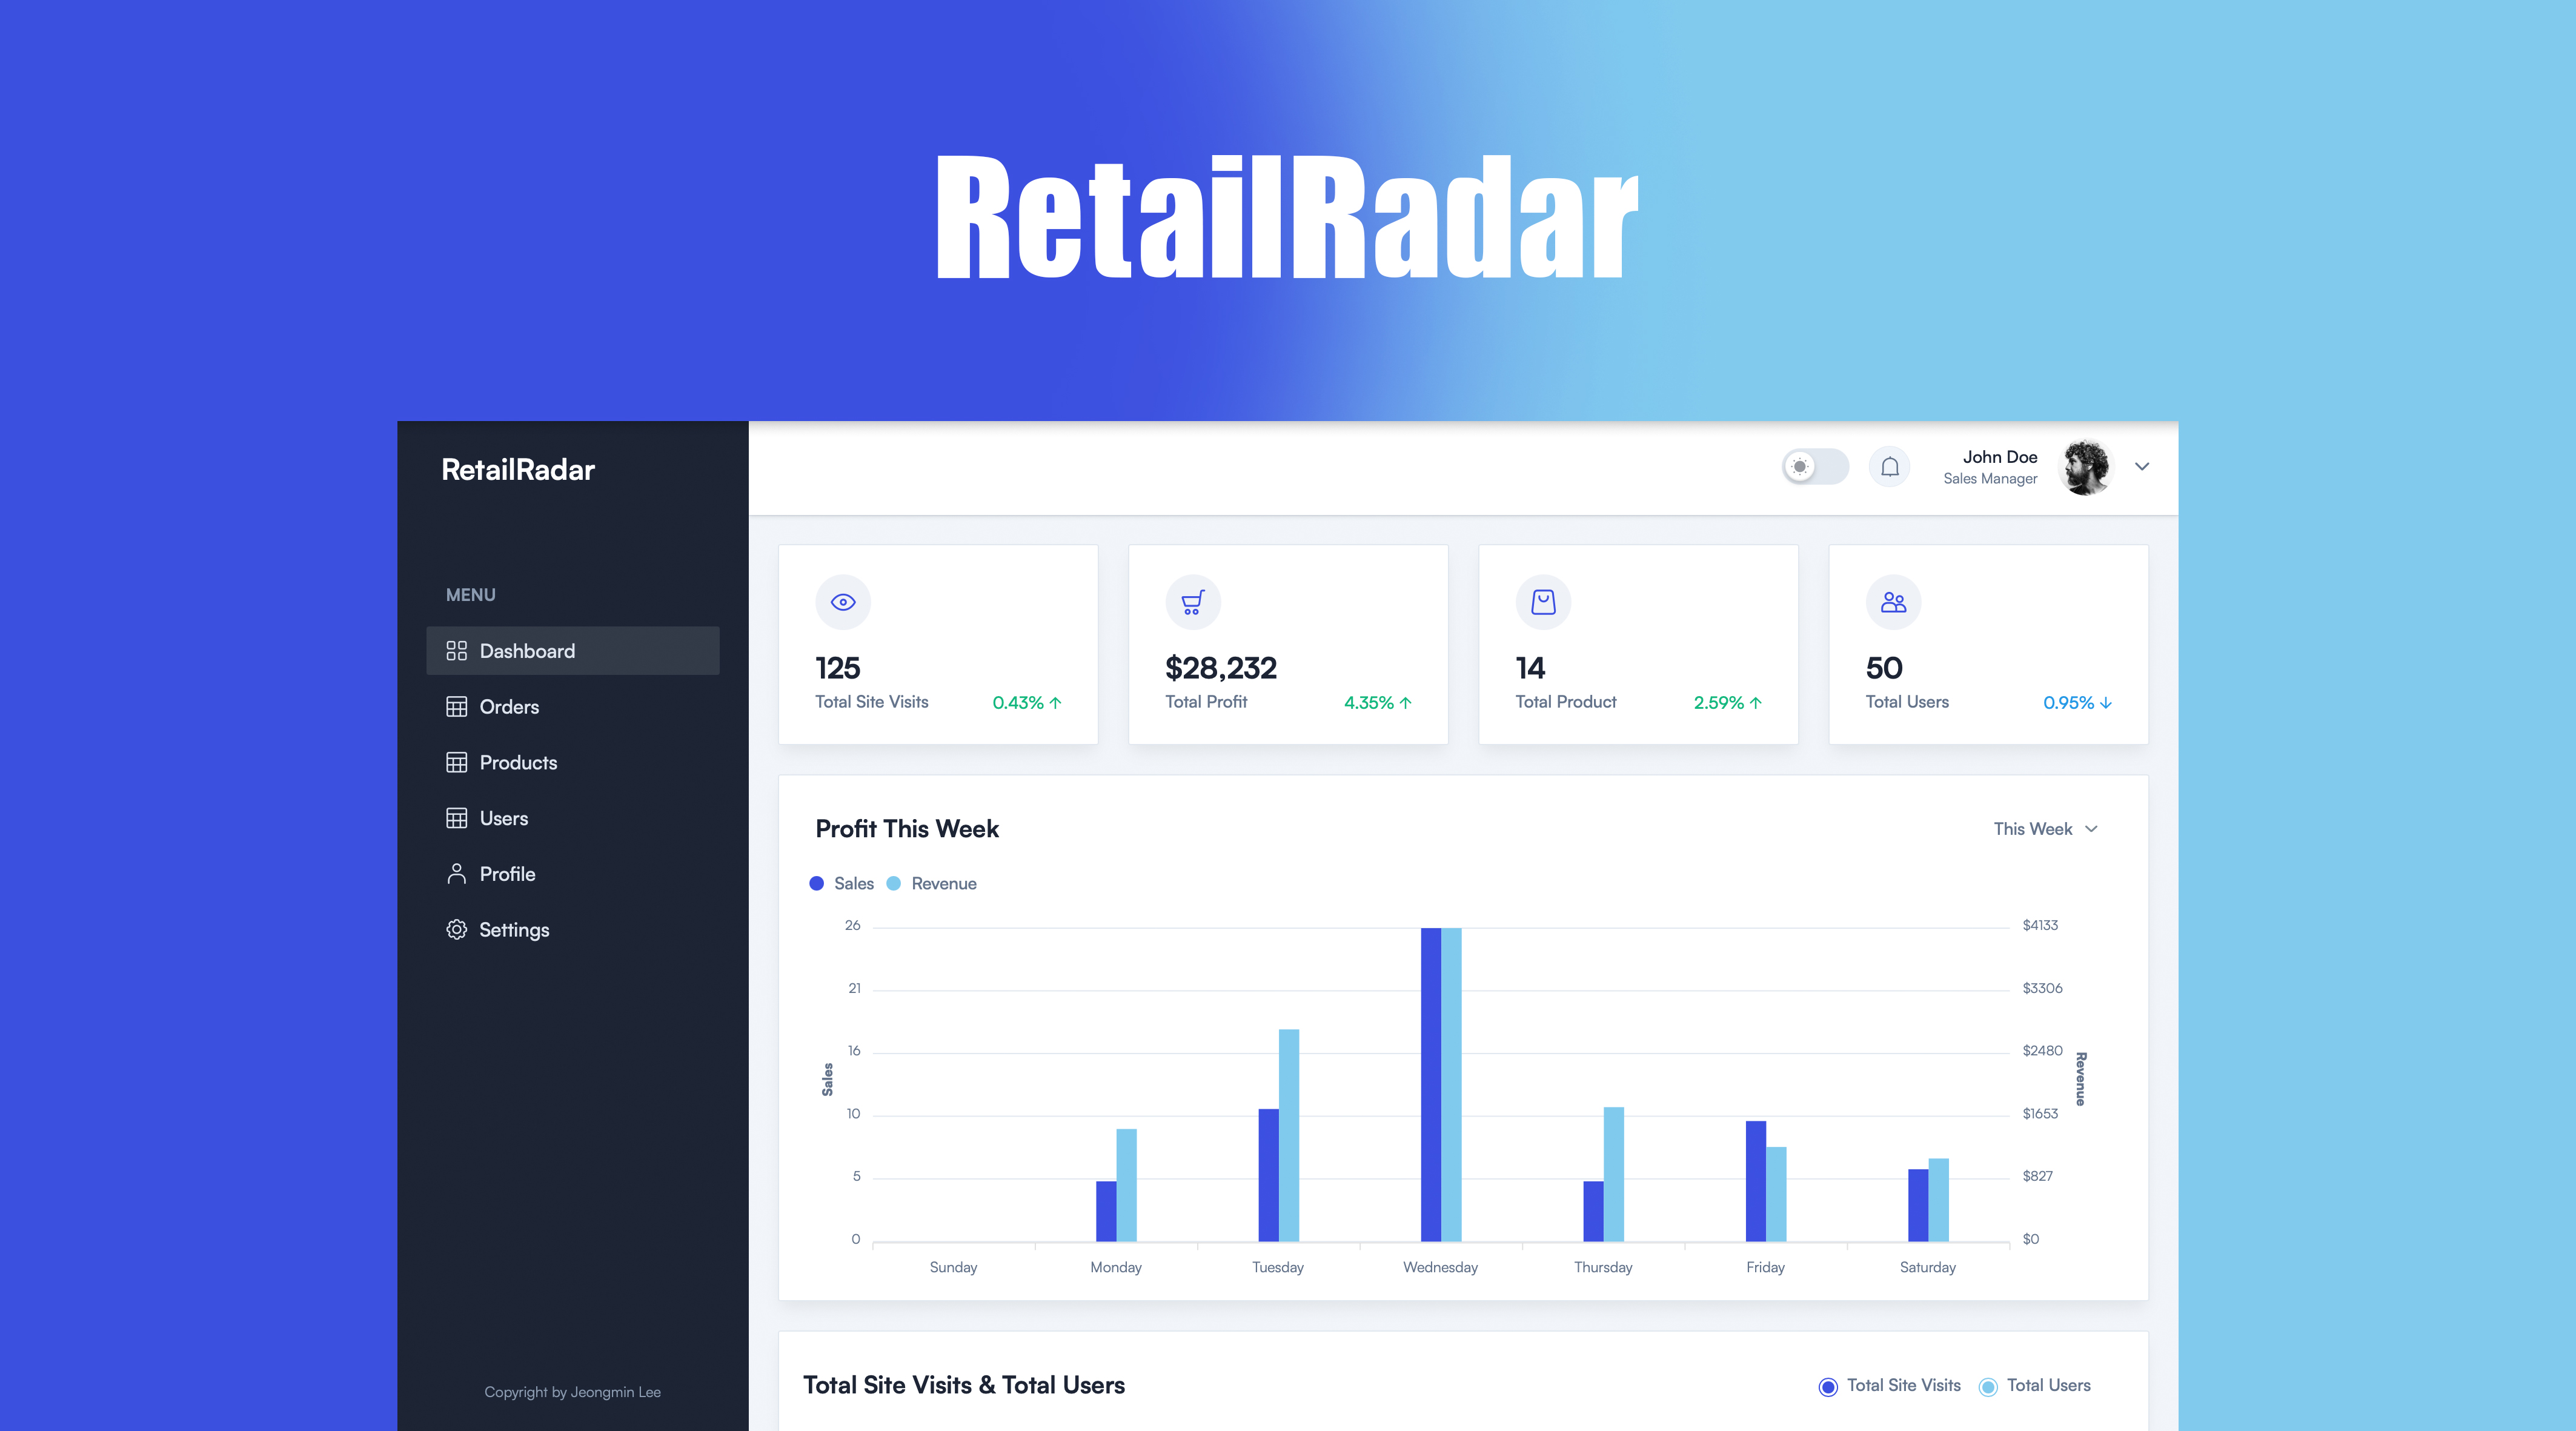 RetailRadar
RetailRadar
MENU
Dashboard
Orders
Products
Users
Profile
Settings
Copyright by Jeongmin Lee
John Doe
Sales Manager
125
Total Site Visits 0.43%
$28,232
Total Profit 4.35%
14
Total Product 2.59%
50
Total Users 0.95%
Profit This Week
This Week
Sales Revenue
26 $4133
21 $3306
16 $2480
10 $1653
5 $827
0 $0
Sales
Revenue
Sunday Monday Tuesday Wednesday Thursday Friday Saturday
Total Site Visits & Total Users
Total Site Visits Total Users